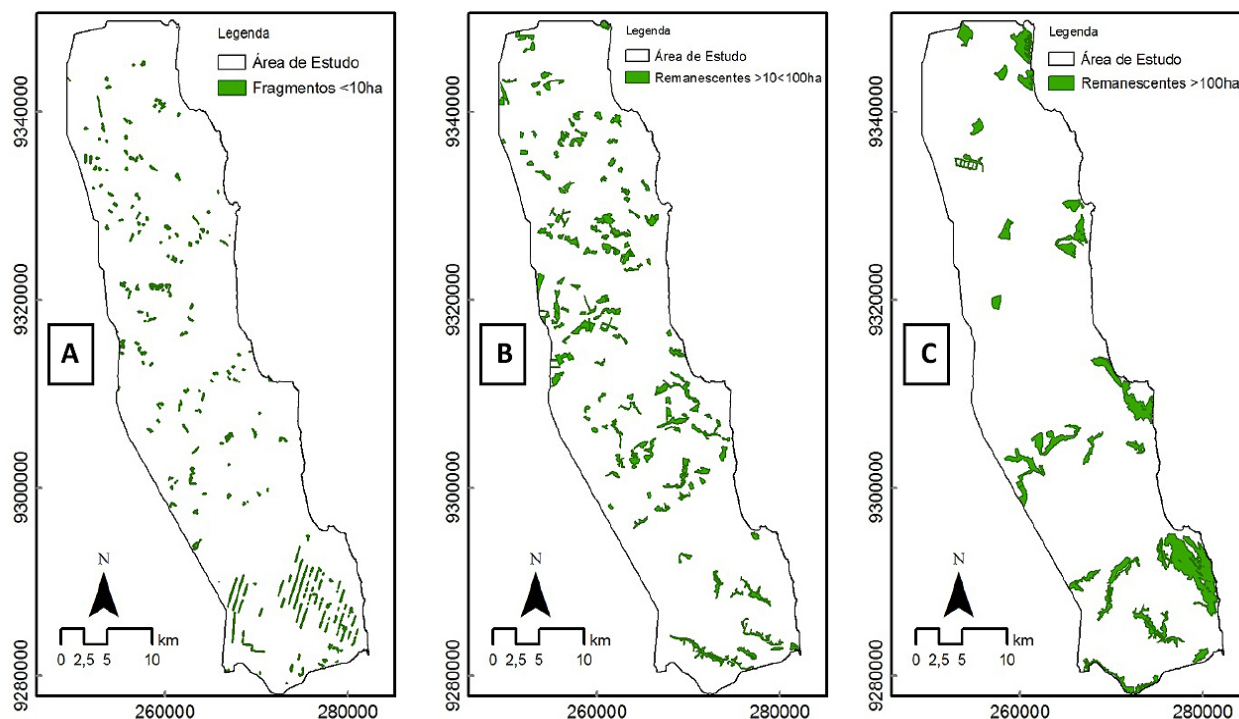 Legenda
Área de Estudo
Fragmentos <10ha
9340000
9320000
9300000
9280000
A
N
km
0 2,5 5 10
260000 280000
Legenda
Área de Estudo
Remanescentes >10<100ha
9340000
9320000
9300000
9280000
B
N
km
0 2,5 5 10
260000 280000
Legenda
Área de Estudo
Remanescentes >100ha
9340000
9320000
9300000
9280000
C
N
km
0 2,5 5 10
260000 280000